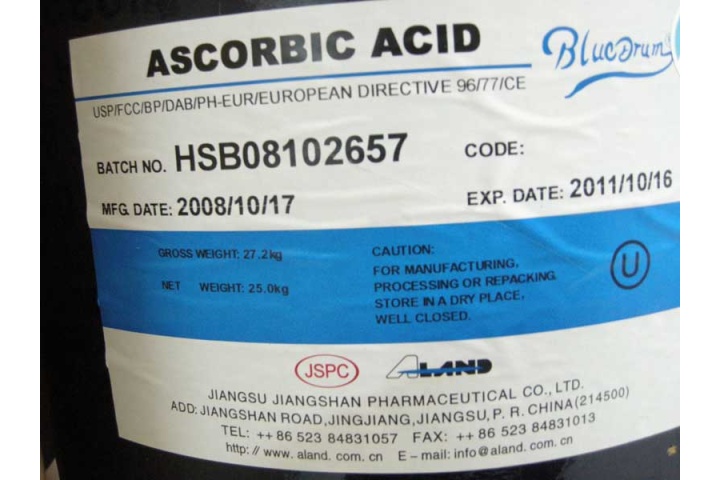 ASCORBIC ACID
BlueDrum
USP/FCC/BP/DAB/PH-EUR/EUROPEAN DIRECTIVE 96/77/CE
BATCH NO. HSB08102657
CODE:
MFG. DATE: 2008/10/17
EXP. DATE: 2011/10/16
GROSS WEIGHT: 27.2kg
NET WEIGHT: 25.0kg
CAUTION:
FOR MANUFACTURING,
PROCESSING OR REPACKING.
STORE IN A DRY PLACE,
WELL CLOSED.
U
JSPC
ALAND
JIANGSU JIANGSHAN PHARMACEUTICAL CO., LTD.
ADD: JIANGSHAN ROAD, JINGJIANG, JIANGSU, P. R. CHINA (214500)
TEL: ++ 86 523 84831057 FAX: ++ 86 523 84831013
http: // www. aland. com. cn E-mail: info@aland. com. cn